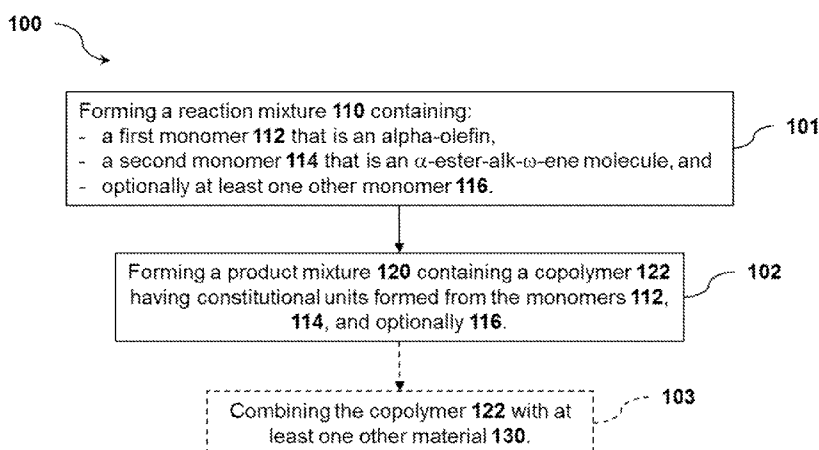 100
Forming a reaction mixture 110 containing:
- a first monomer 112 that is an alpha-olefin,
- a second monomer 114 that is an α-ester-alk-ω-ene molecule, and
- optionally at least one other monomer 116.
101
Forming a product mixture 120 containing a copolymer 122
having constitutional units formed from the monomers 112,
114, and optionally 116.
102
Combining the copolymer 122 with at
least one other material 130.
103